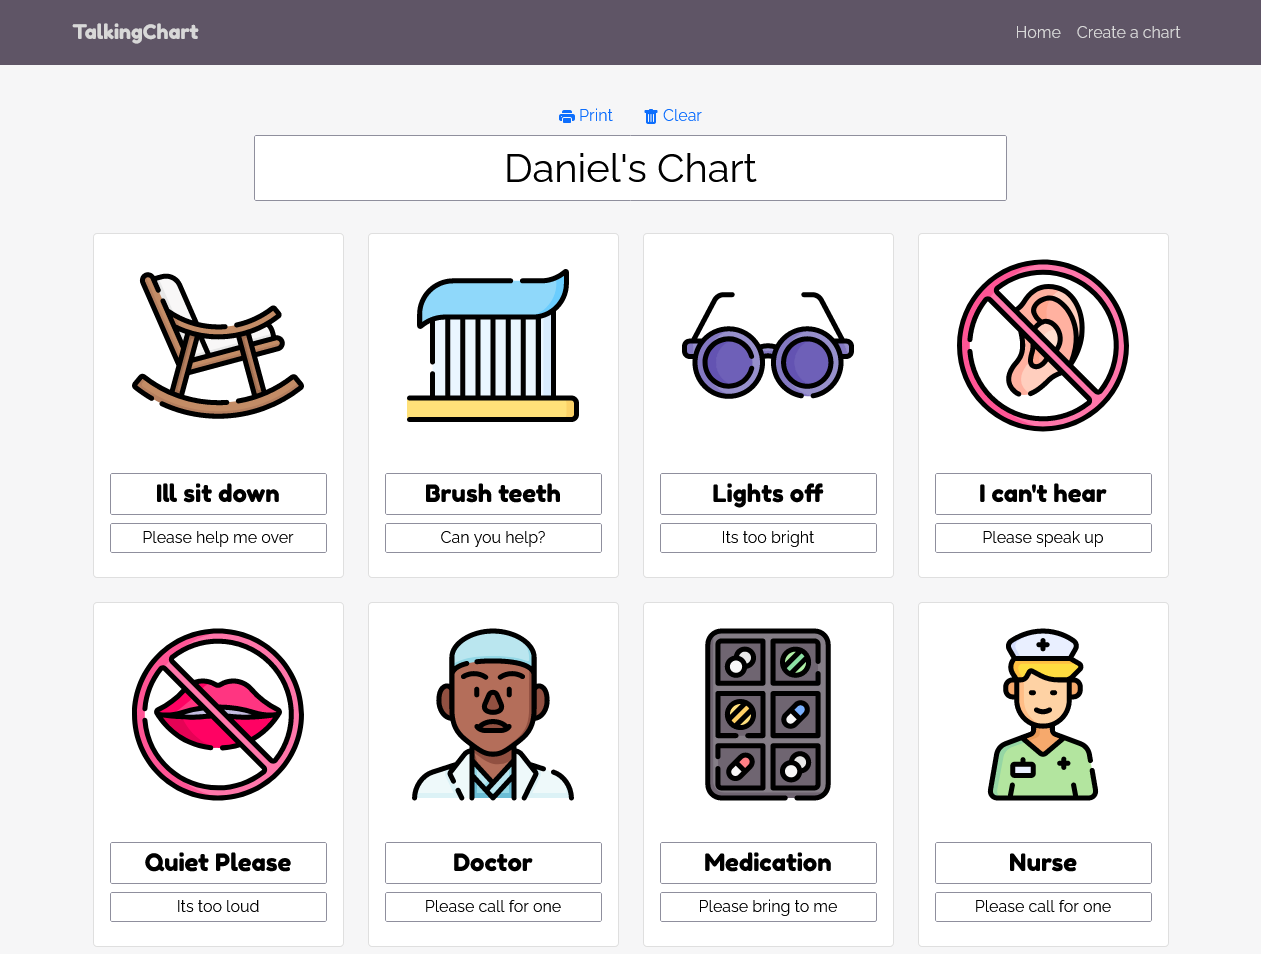 TalkingChart
Home Create a chart
Print Clear
Daniel's Chart
Ill sit down
Please help me over
Brush teeth
Can you help?
Lights off
Its too bright
I can't hear
Please speak up
Quiet Please
Its too loud
Doctor
Please call for one
Medication
Please bring to me
Nurse
Please call for one